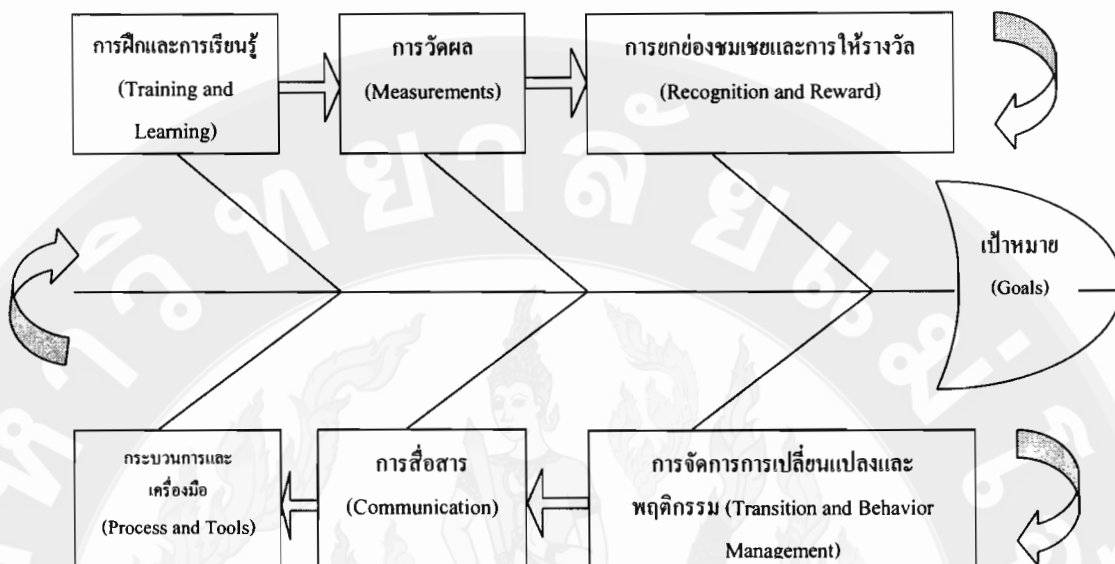 การฝึกและการเรียนรู้
(Training and
Learning)
การวัดผล
(Measurements)
การยกย่องชมเชยและการให้รางวัล
(Recognition and Reward)
เป้าหมาย
(Goals)
กระบวนการและ
เครื่องมือ
(Process and Tools)
การสื่อสาร
(Communication)
การจัดการการเปลี่ยนแปลงและ
พฤติกรรม (Transition and Behavior
Management)